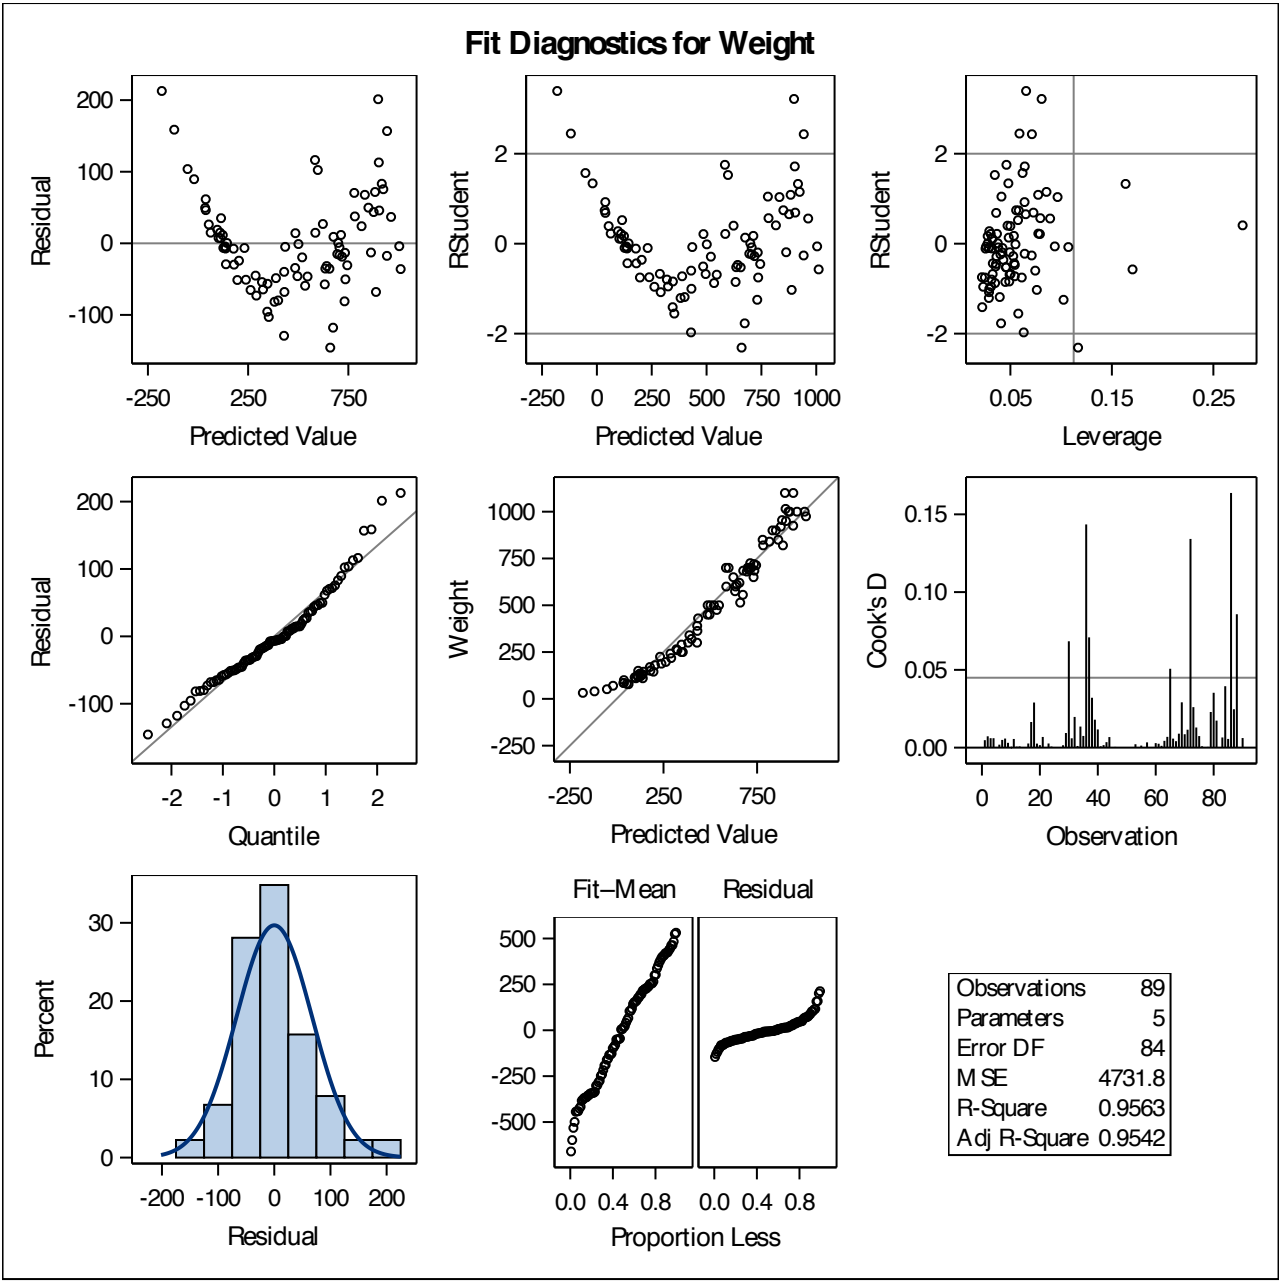 Fit Diagnostics for Weight
200
100
0
-100
Residual
-250 250 750
Predicted Value
2
0
-2
RStudent
-250 0 250 500 750 1000
Predicted Value
2
0
-2
RStudent
0.05 0.15 0.25
Leverage
200
100
0
-100
Residual
-2 -1 0 1 2
Quantile
1000
750
500
250
0
-250
Weight
-250 250 750
Predicted Value
0.15
0.10
0.05
0.00
Cook's D
0 20 40 60 80
Observation
30
20
10
0
Percent
-200 -100 0 100 200
Residual
Fit–Mean Residual
500
250
0
-250
-500
0.0 0.4 0.8 0.0 0.4 0.8
Proportion Less
Observations 89
Parameters 5
Error DF 84
MSE 4731.8
R-Square 0.9563
Adj R-Square 0.9542